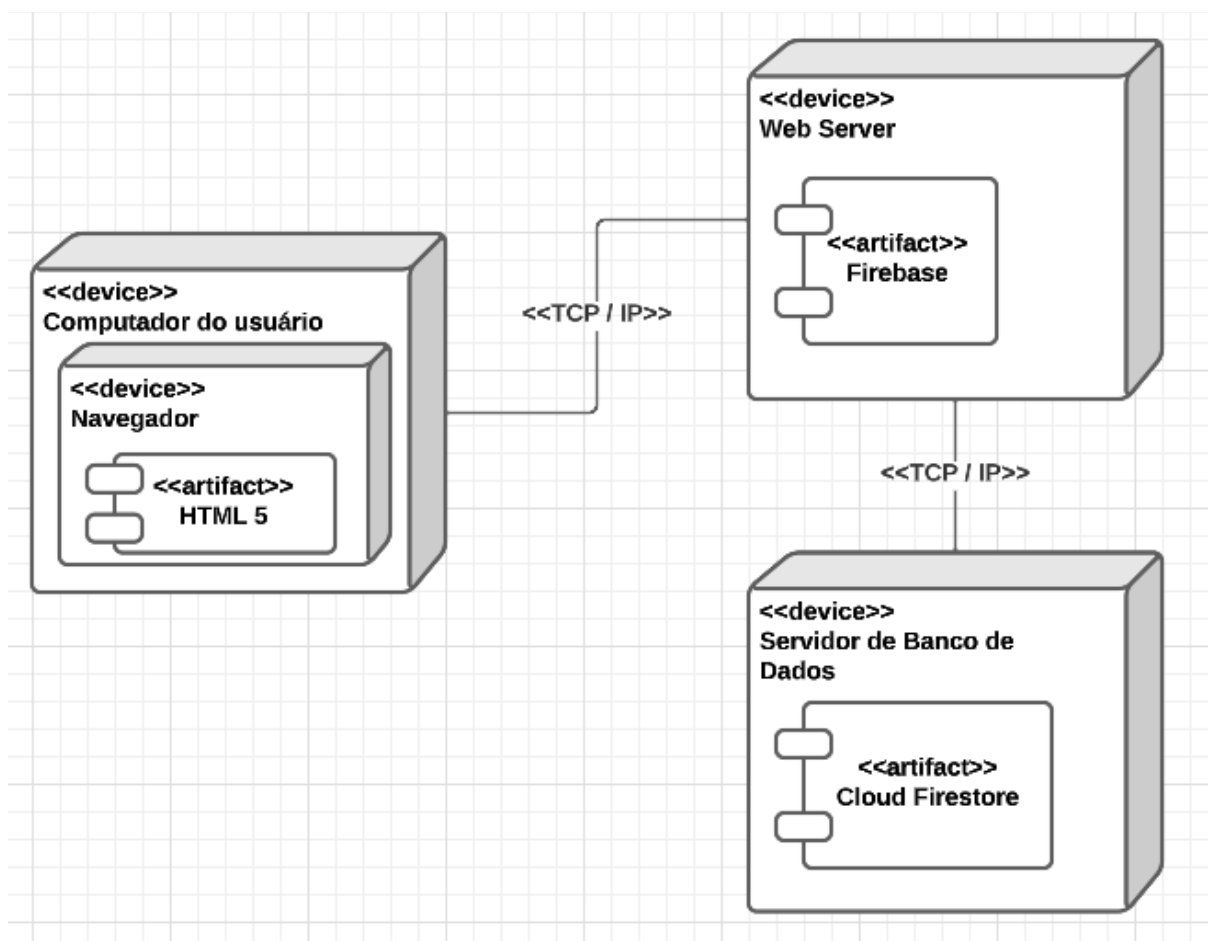 <<device>>
Web Server
<<artifact>>
Firebase
<<device>>
Computador do usuário
<<device>>
Navegador
<<artifact>>
HTML 5
<<TCP / IP>>
<<TCP / IP>>
<<device>>
Servidor de Banco de
Dados
<<artifact>>
Cloud Firestore